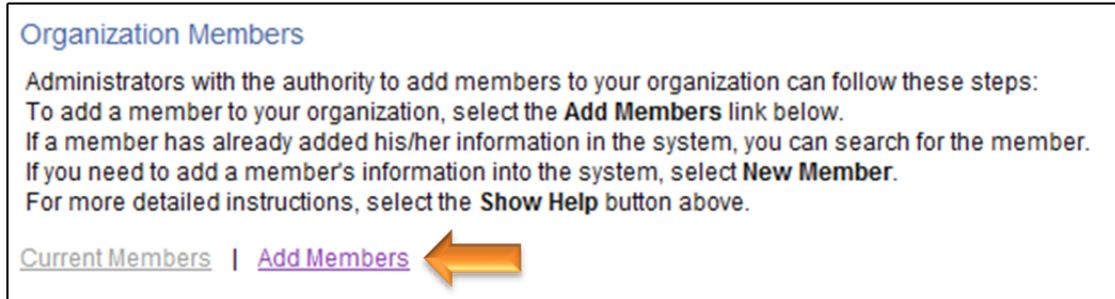 Organization Members
Administrators with the authority to add members to your organization can follow these steps:
To add a member to your organization, select the Add Members link below.
If a member has already added his/her information in the system, you can search for the member.
If you need to add a member's information into the system, select New Member.
For more detailed instructions, select the Show Help button above.
Current Members | Add Members